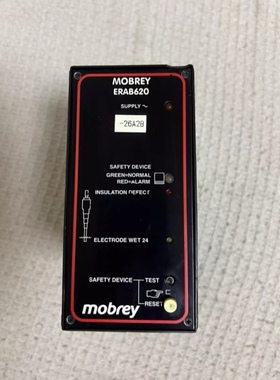 MOBREY
ERAB620
SUPPLY ~
-26A2B
SAFETY DEVICE
GREEN=NORMAL
RED=ALARM
INSULATION DEFECT
ELECTRODE WET 24
SAFETY DEVICE TEST
RESET
mobrey